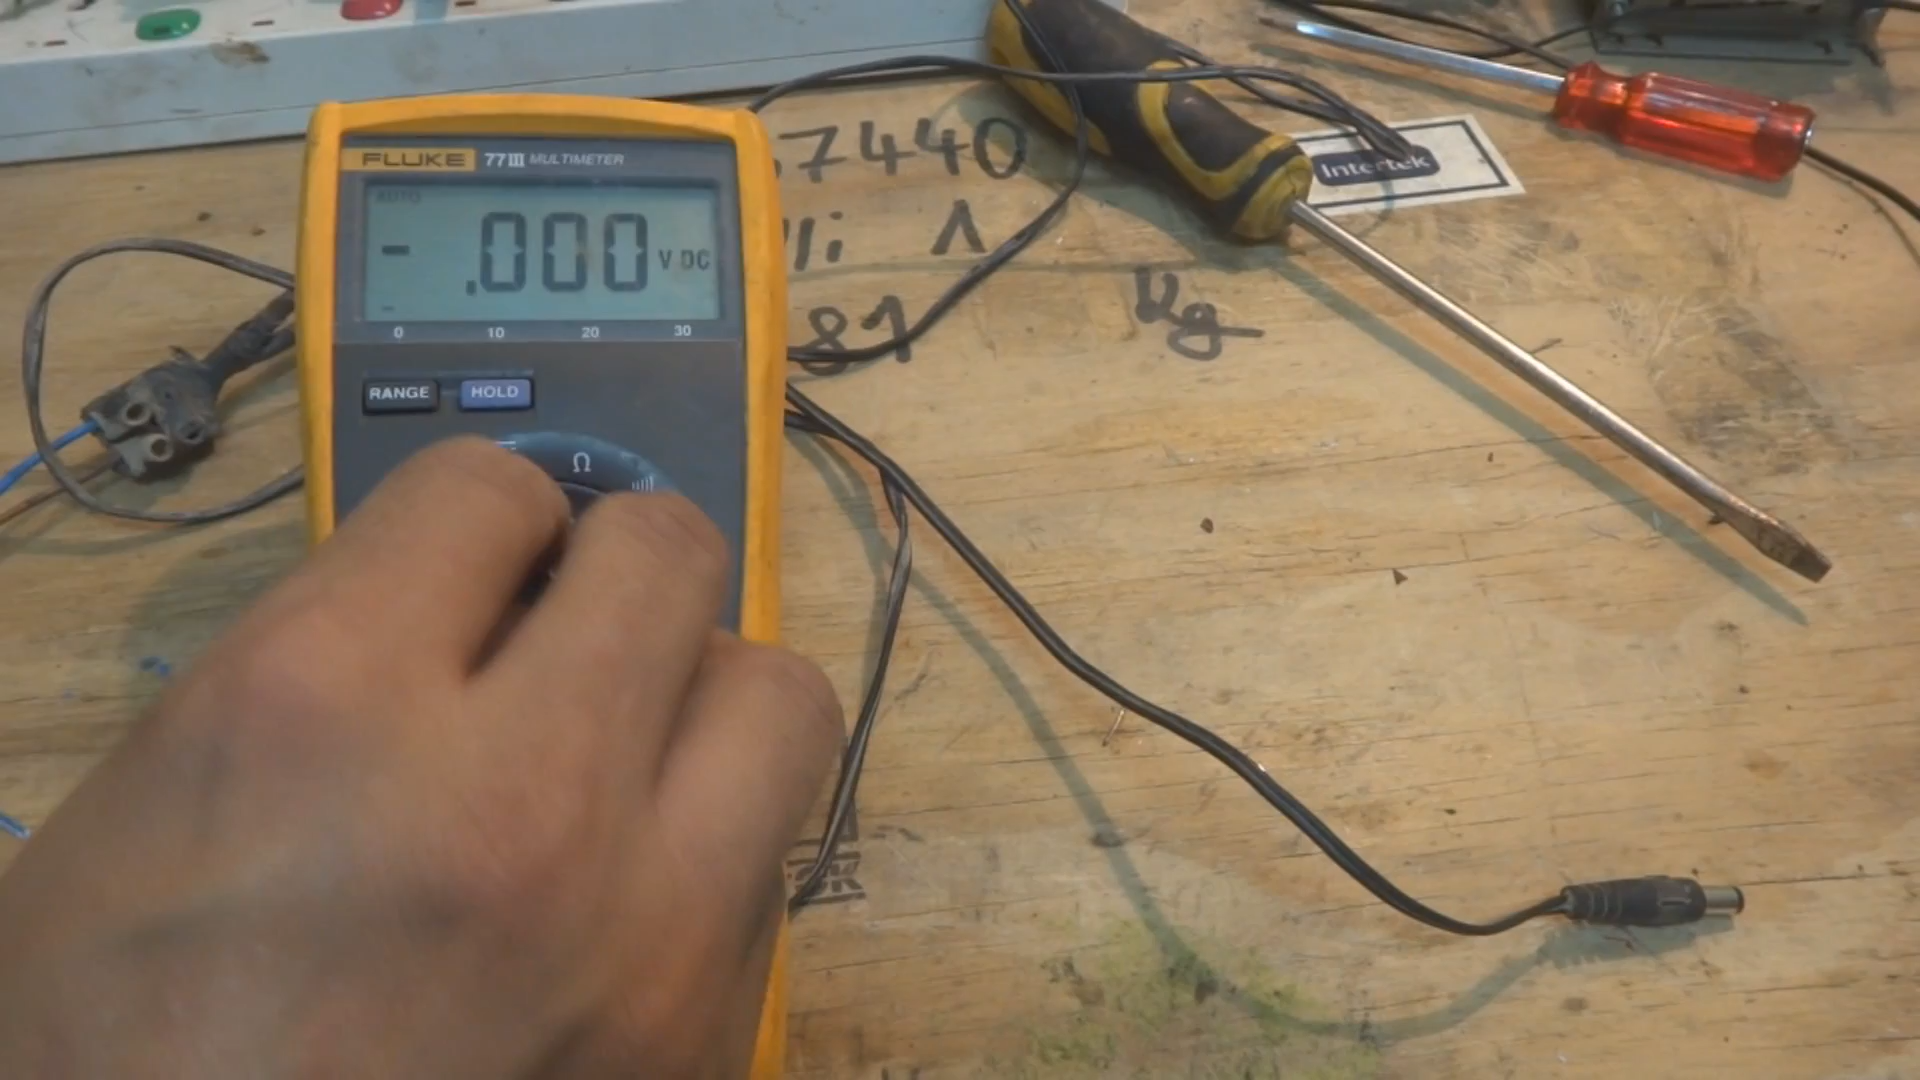 FLUKE 77III MULTIMETER
AUTO
- .000 V DC
0 10 20 30
RANGE HOLD
Ω
7440
Intertek
1
81 Kg